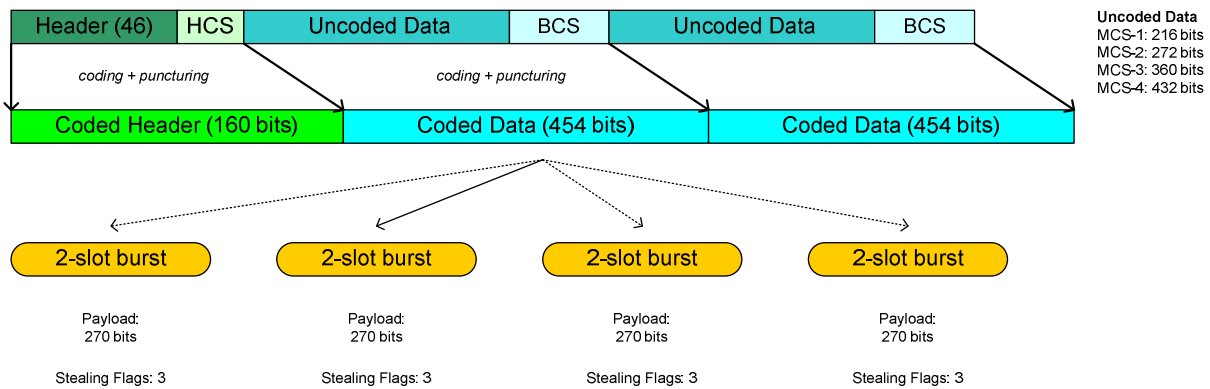 Header (46) HCS Uncoded Data BCS Uncoded Data BCS
Uncoded Data
MCS-1: 216 bits
MCS-2: 272 bits
MCS-3: 360 bits
MCS-4: 432 bits
coding + puncturing coding + puncturing
Coded Header (160 bits) Coded Data (454 bits) Coded Data (454 bits)
2-slot burst 2-slot burst 2-slot burst 2-slot burst
Payload: Payload: Payload: Payload:
270 bits 270 bits 270 bits 270 bits
Stealing Flags: 3 Stealing Flags: 3 Stealing Flags: 3 Stealing Flags: 3